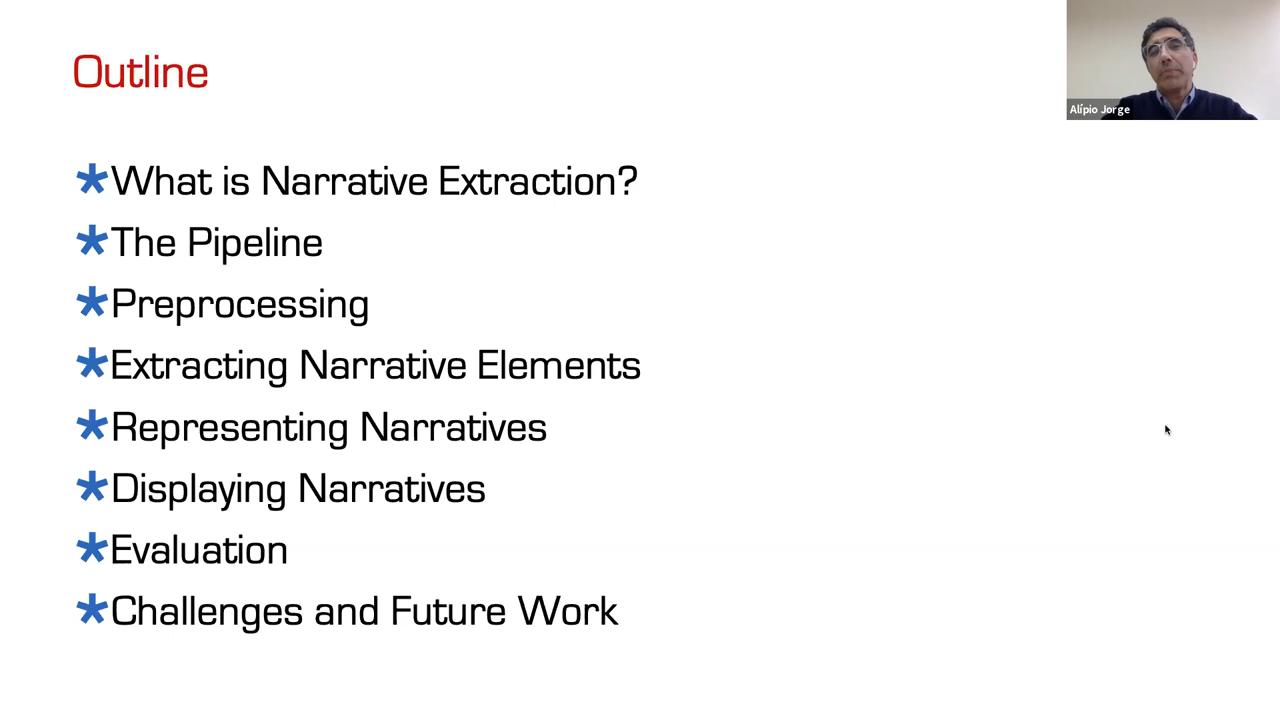 Outline
Alípio Jorge
*What is Narrative Extraction?
*The Pipeline
*Preprocessing
*Extracting Narrative Elements
*Representing Narratives
*Displaying Narratives
*Evaluation
*Challenges and Future Work